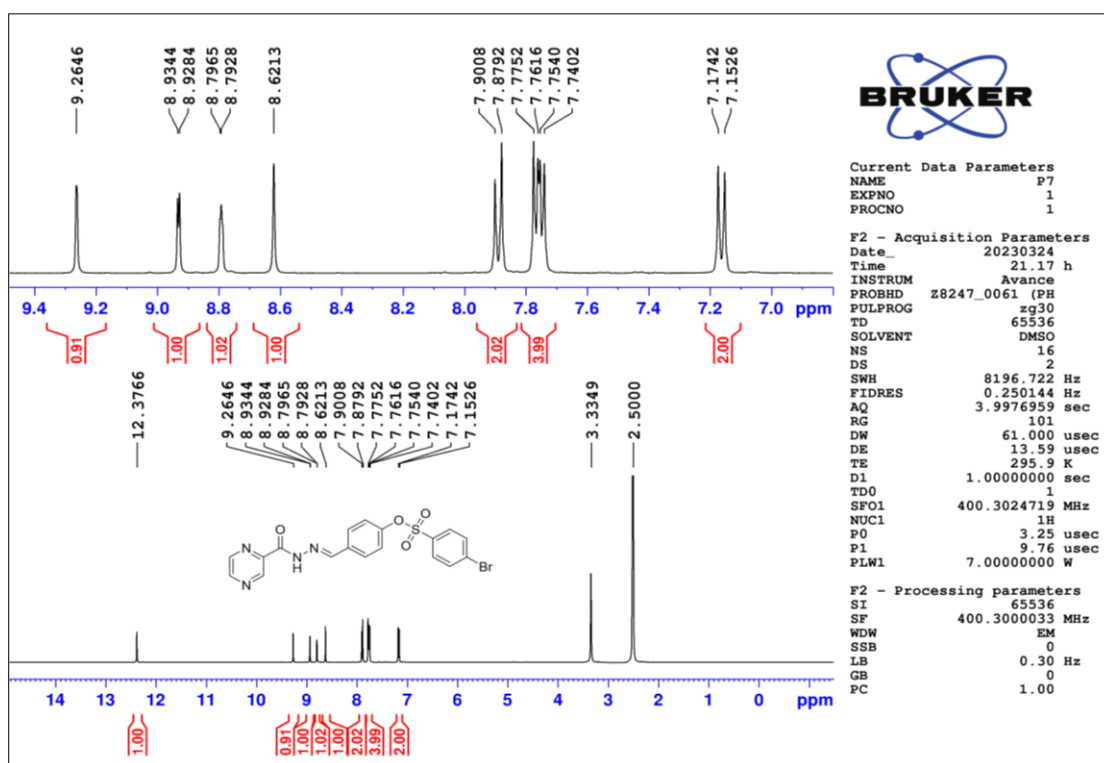 9.2646
8.9344
8.9284
8.7965
8.7928
8.6213
7.9008
7.8792
7.7752
7.7616
7.7540
7.7402
7.1742
7.1526
9.4 9.2 9.0 8.8 8.6 8.4 8.2 8.0 7.8 7.6 7.4 7.2 7.0 ppm
0.91
1.00
1.02
1.00
2.02
3.99
2.00
12.3766
9.2646
8.9344
8.9284
8.7965
8.7928
8.6213
7.9008
7.8792
7.7752
7.7616
7.7540
7.7402
7.1742
7.1526
3.3349
2.5000
O
N
N
N
H
N
O
O
S
O
Br
14 13 12 11 10 9 8 7 6 5 4 3 2 1 0 ppm
1.00
0.91
1.00
1.02
1.00
2.02
3.99
2.00
BRUKER
Current Data Parameters
NAME P7
EXPNO 1
PROCNO 1
F2 - Acquisition Parameters
Date_ 20230324
Time 21.17 h
INSTRUM Avance
PROBHD Z8247_0061 (PH
PULPROG zg30
TD 65536
SOLVENT DMSO
NS 16
DS 2
SWH 8196.722 Hz
FIDRES 0.250144 Hz
AQ 3.9976959 sec
RG 101
DW 61.000 usec
DE 13.59 usec
TE 295.9 K
D1 1.00000000 sec
TD0 1
SFO1 400.3024719 MHz
NUC1 1H
P0 3.25 usec
P1 9.76 usec
PLW1 7.00000000 W
F2 - Processing parameters
SI 65536
SF 400.3000033 MHz
WDW EM
SSB 0
LB 0.30 Hz
GB 0
PC 1.00